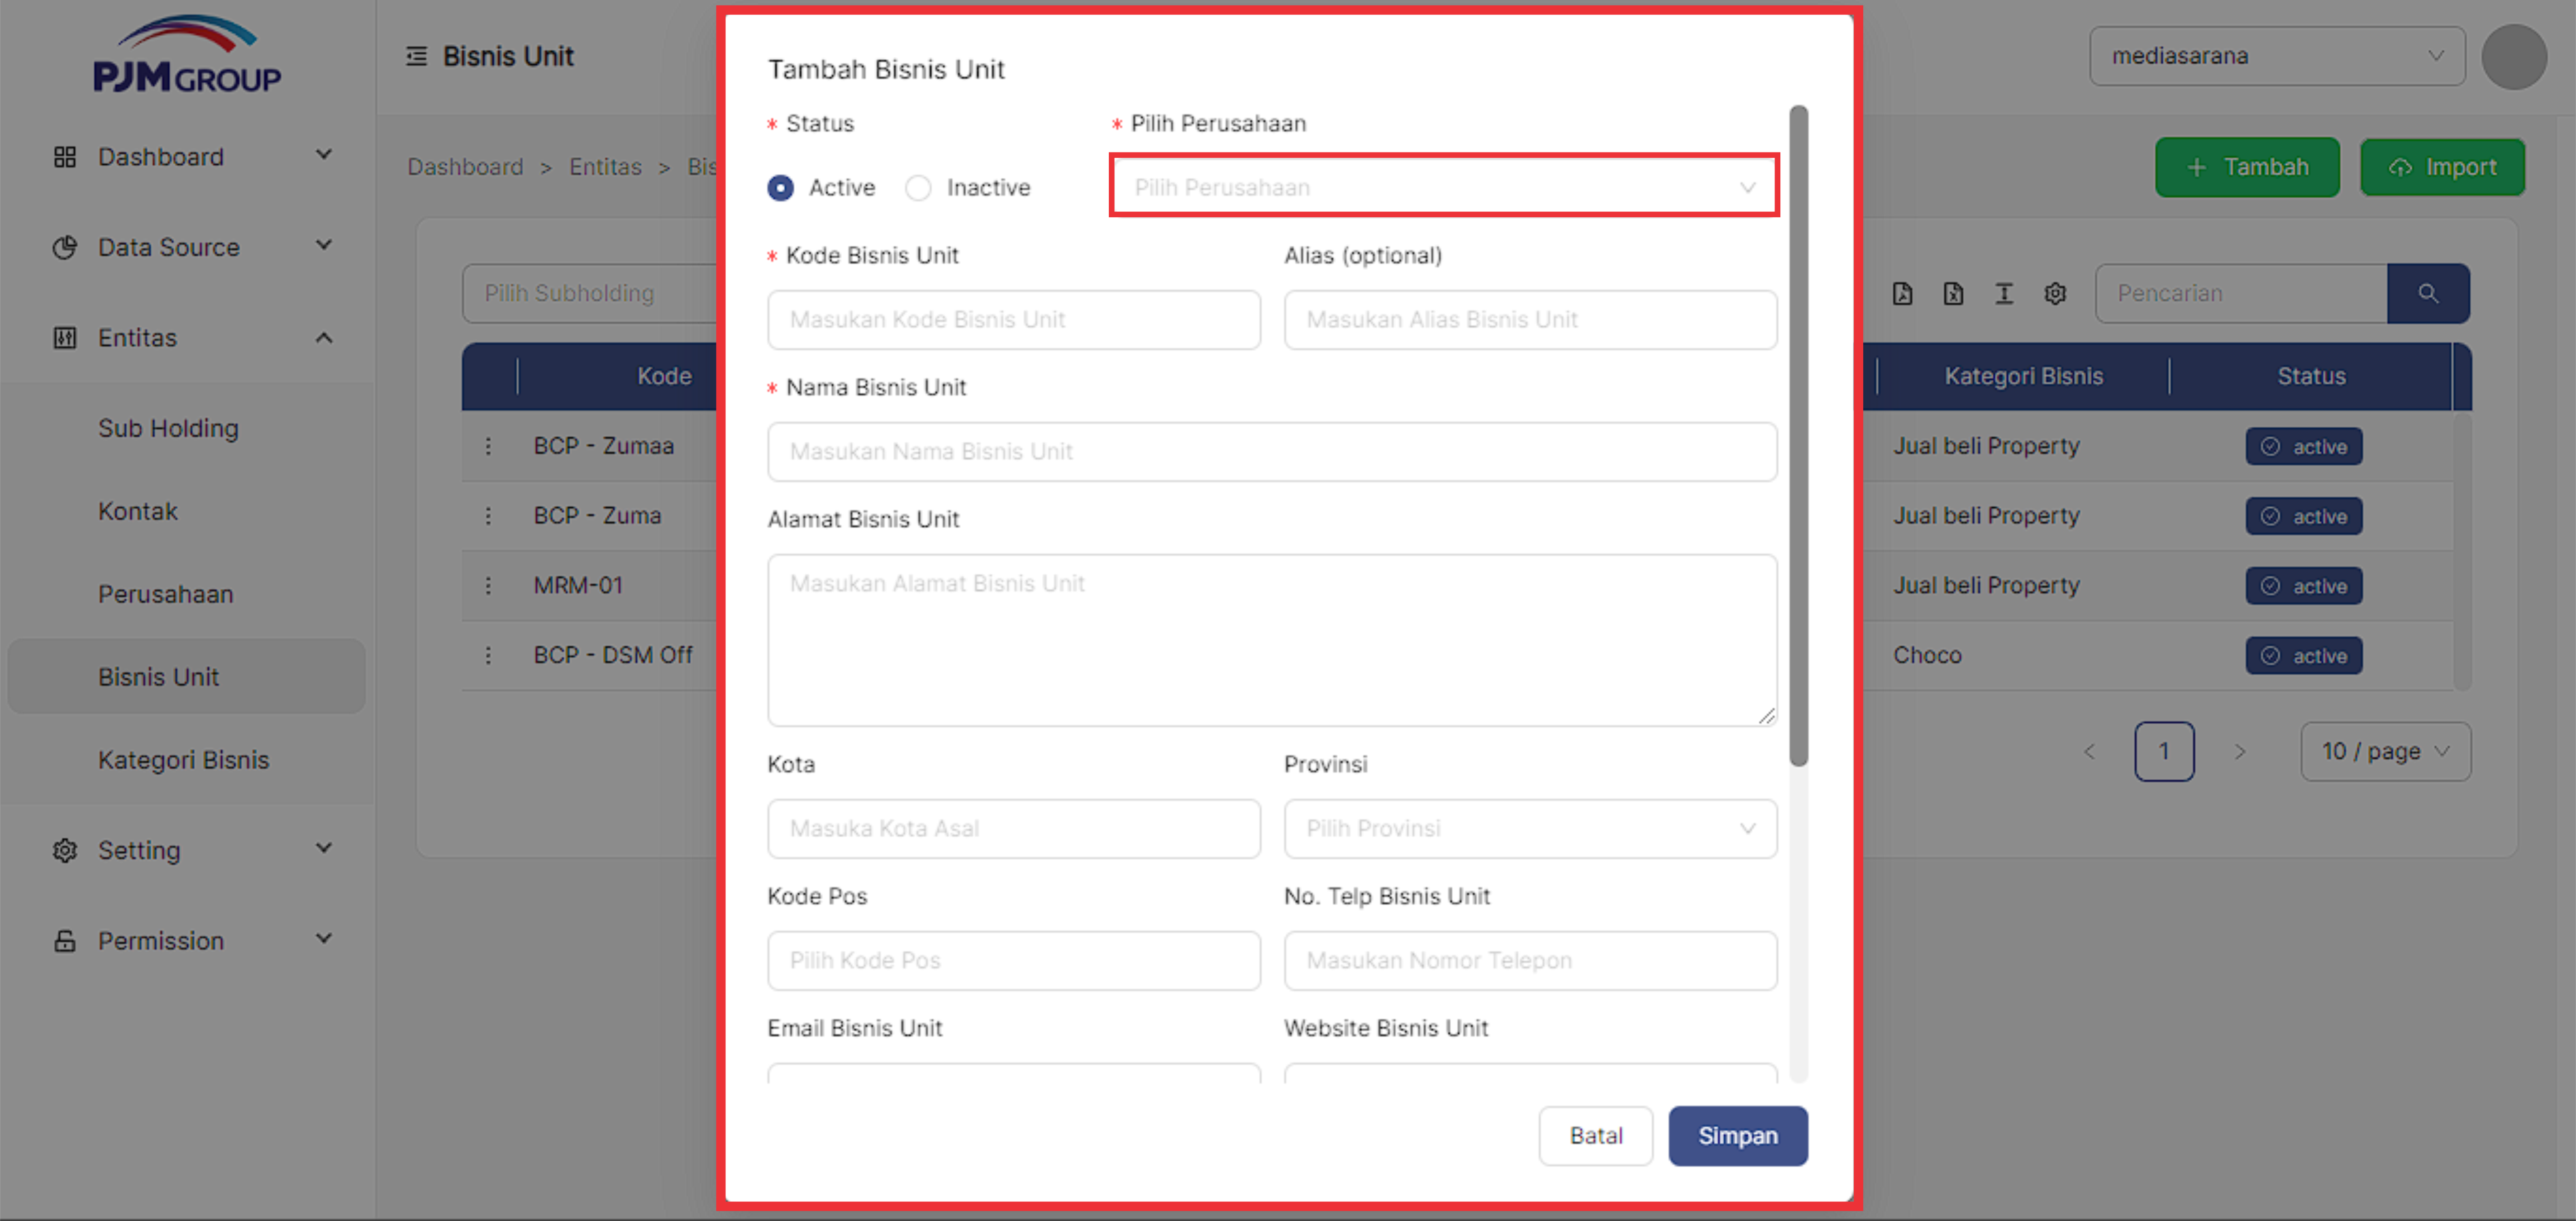 PJM GROUP
Dashboard
Data Source
Entitas
Sub Holding
Kontak
Perusahaan
Bisnis Unit
Kategori Bisnis
Setting
Permission
Bisnis Unit
mediasarana
Dashboard > Entitas > Bis
+ Tambah
Import
Pilih Subholding
Pencarian
Kode
Kategori Bisnis
Status
BCP - Zumaa
Jual beli Property
active
BCP - Zuma
Jual beli Property
active
MRM-01
Jual beli Property
active
BCP - DSM Off
Choco
active
< 1 >
10 / page
Tambah Bisnis Unit
* Status
* Pilih Perusahaan
Active
Inactive
Pilih Perusahaan
* Kode Bisnis Unit
Alias (optional)
Masukan Kode Bisnis Unit
Masukan Alias Bisnis Unit
* Nama Bisnis Unit
Masukan Nama Bisnis Unit
Alamat Bisnis Unit
Masukan Alamat Bisnis Unit
Kota
Provinsi
Masuka Kota Asal
Pilih Provinsi
Kode Pos
No. Telp Bisnis Unit
Pilih Kode Pos
Masukan Nomor Telepon
Email Bisnis Unit
Website Bisnis Unit
Batal
Simpan